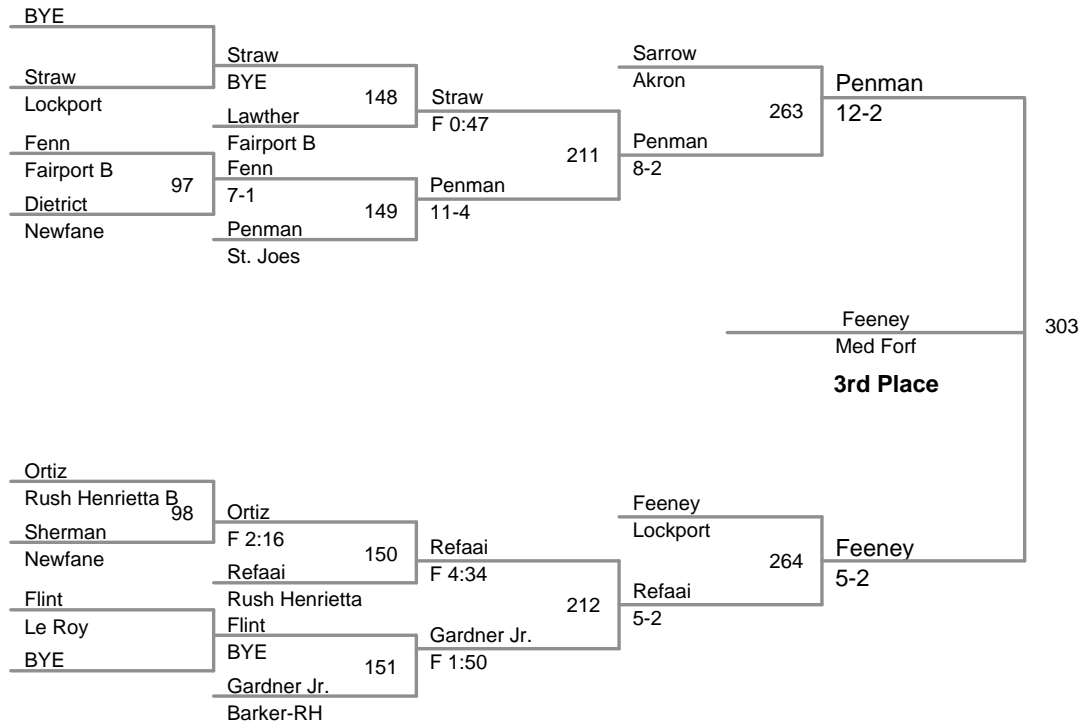 BYE
Straw
Lockport
Fenn
Fairport B
97
Dietrict
Newfane
Straw
BYE
148
Lawther
Fairport B
Fenn
7-1
149
Penman
St. Joes
Straw
F 0:47
211
Penman
11-4
Sarrow
Akron
263
Penman
8-2
Penman
12-2
Feeney
Med Forf
3rd Place
303
Ortiz
Rush Henrietta B
98
Sherman
Newfane
Flint
Le Roy
BYE
Ortiz
F 2:16
150
Refaai
Rush Henrietta
Flint
BYE
151
Gardner Jr.
Barker-RH
Refaai
F 4:34
212
Gardner Jr.
F 1:50
Feeney
Lockport
264
Refaai
5-2
Feeney
5-2